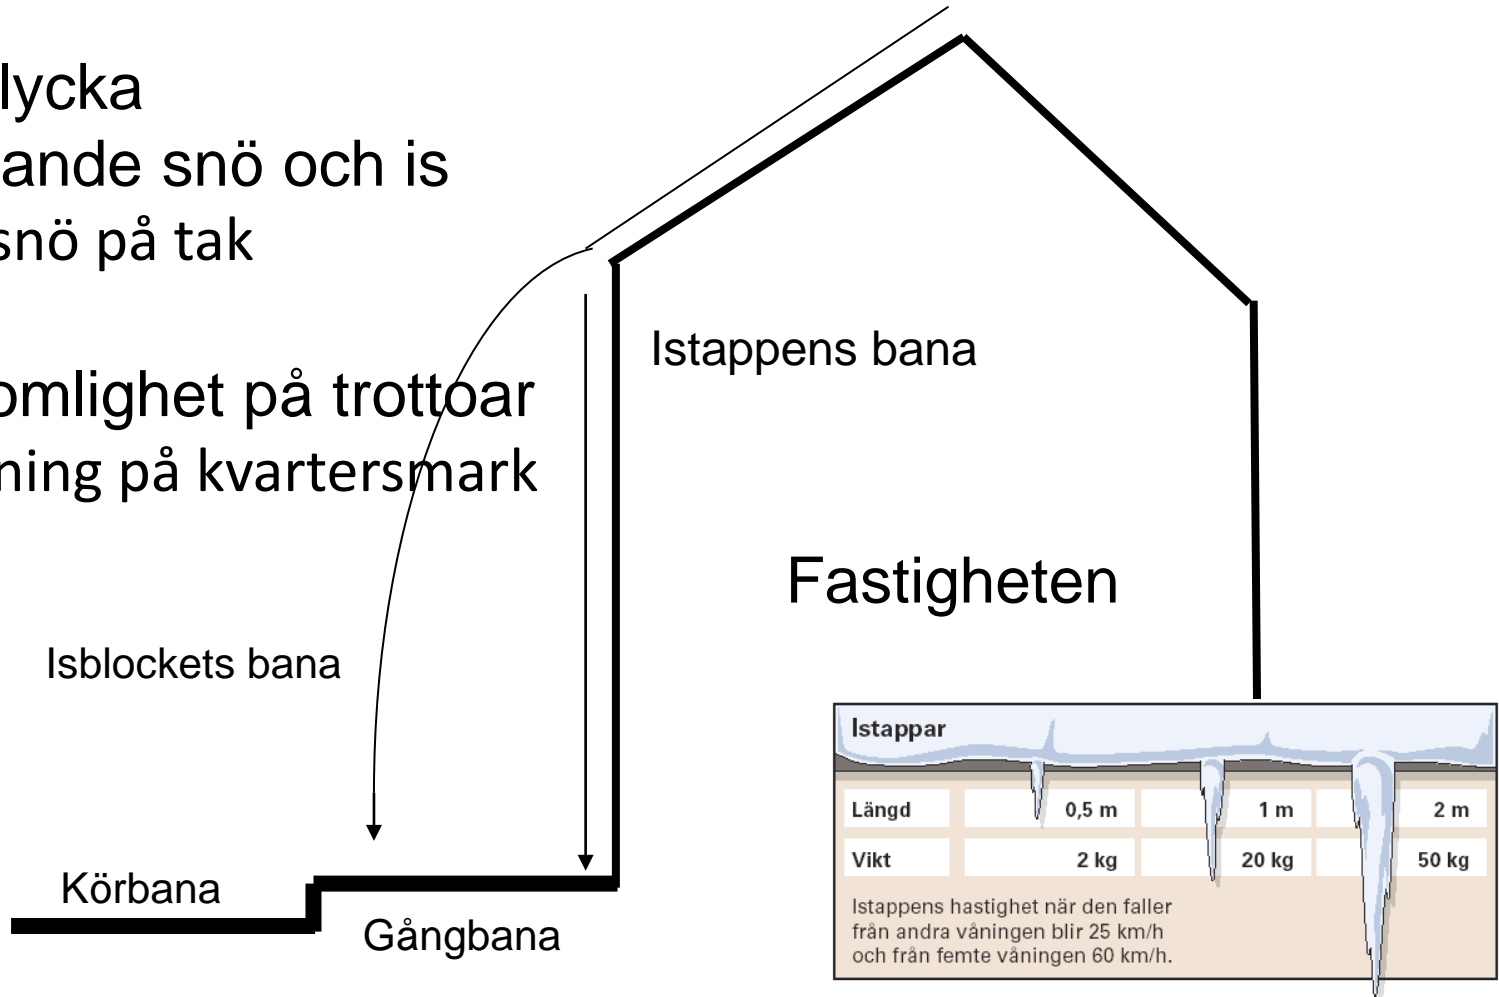 lycka
ande snö och is
snö på tak
omlighet på trottoar
ning på kvartersmark
Istappens bana
Fastigheten
Isblockets bana
Körbana
Gångbana
Istappar
Längd 0,5 m 1 m 2 m
Vikt 2 kg 20 kg 50 kg
Istappens hastighet när den faller
från andra våningen blir 25 km/h
och från femte våningen 60 km/h.